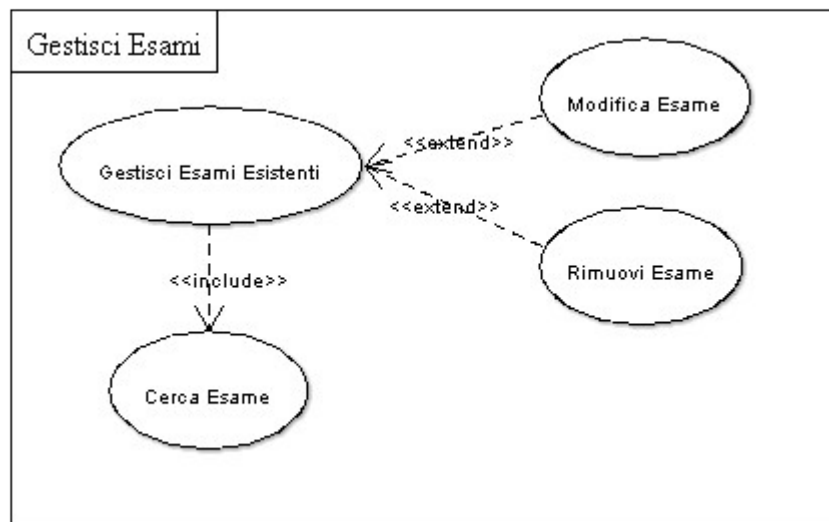 Gestisci Esami
Modifica Esame
<<extend>>
Gestisci Esami Esistenti
<<extend>>
Rimuovi Esame
<<include>>
Cerca Esame